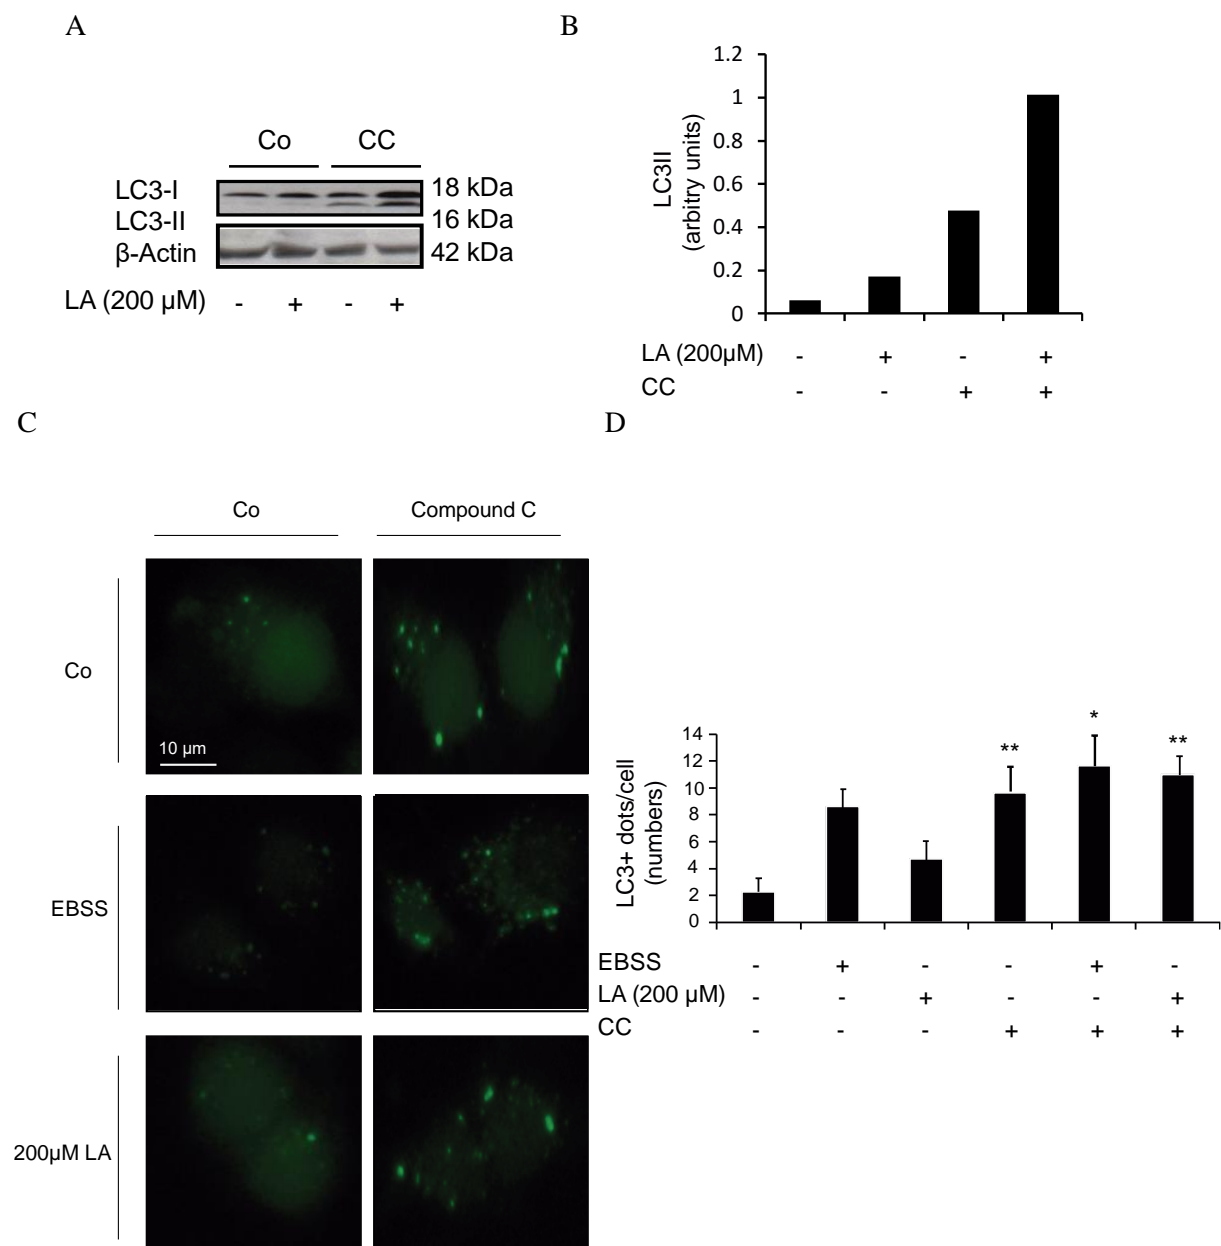 A
Co CC
LC3-I 18 kDa
LC3-II 16 kDa
β-Actin 42 kDa
LA (200 µM) - + - +
B
1.2
1
0.8
0.6
0.4
0.2
0
LC3II
(arbitry units)
LA (200µM) - + - +
CC - - + +
C
Co Compound C
Co
10 µm
EBSS
200µM LA
D
14
12
10
8
6
4
2
0
LC3+ dots/cell
(numbers)
** * **
EBSS - + - - + -
LA (200 µM) - - + - - +
CC - - - + + +